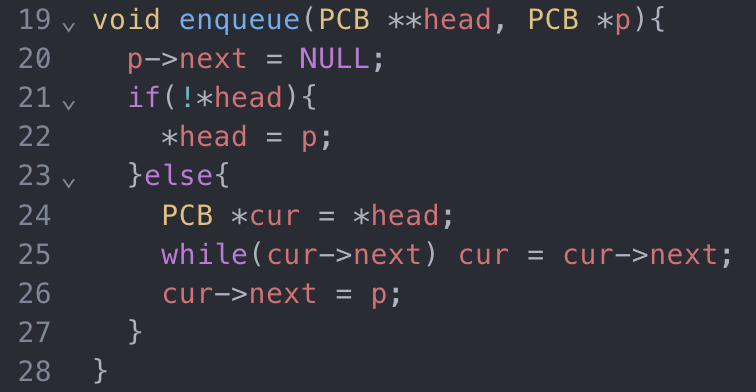 19 void enqueue(PCB **head, PCB *p){
20   p->next = NULL;
21   if(!*head){
22     *head = p;
23   }else{
24     PCB *cur = *head;
25     while(cur->next) cur = cur->next;
26     cur->next = p;
27   }
28 }